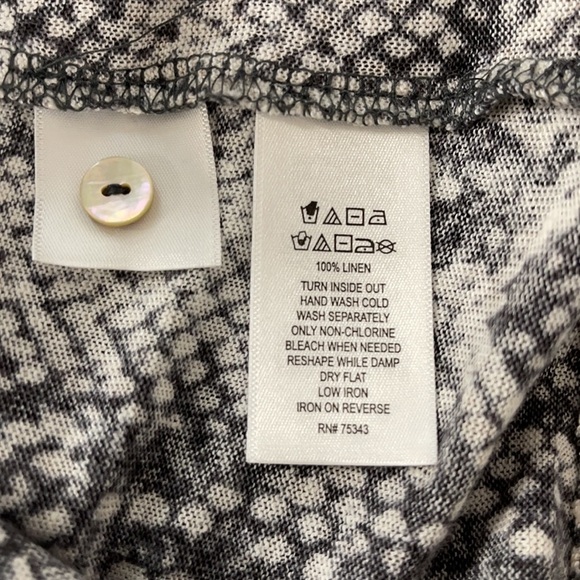 100% LINEN
TURN INSIDE OUT
HAND WASH COLD
WASH SEPARATELY
ONLY NON-CHLORINE
BLEACH WHEN NEEDED
RESHAPE WHILE DAMP
DRY FLAT
LOW IRON
IRON ON REVERSE
RN# 75343